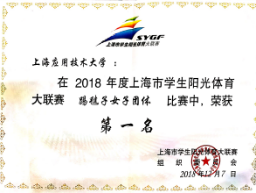 SYGF
上海市学生阳光体育大联赛
上海应用技术大学：
在 2018 年度上海市学生阳光体育
大联赛 踢毽子女子团体 比赛中，荣获
第一名
上海市学生阳光体育大联赛
组织委员会
2018年12月7日